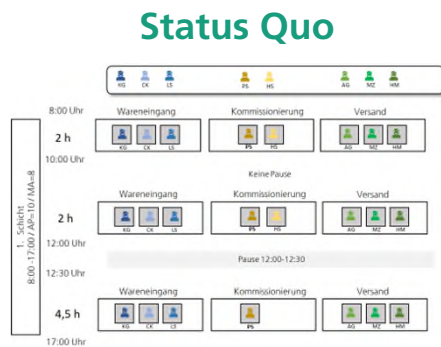 Status Quo
KG CK LS PS HS AG MZ HM
8:00 Uhr Wareneingang Kommissionierung Versand
2 h
KG CK LS PS HS AG MZ HM
10:00 Uhr
Keine Pause
1. Schicht
8:00 -17:00/ AP=10/ MA=8
Wareneingang Kommissionierung Versand
2 h
KG CK LS PS HS AG MZ HM
12:00 Uhr
Pause 12:00-12:30
12:30 Uhr
Wareneingang Kommissionierung Versand
4,5 h
KG CK LS PS AG MZ HM
17:00 Uhr